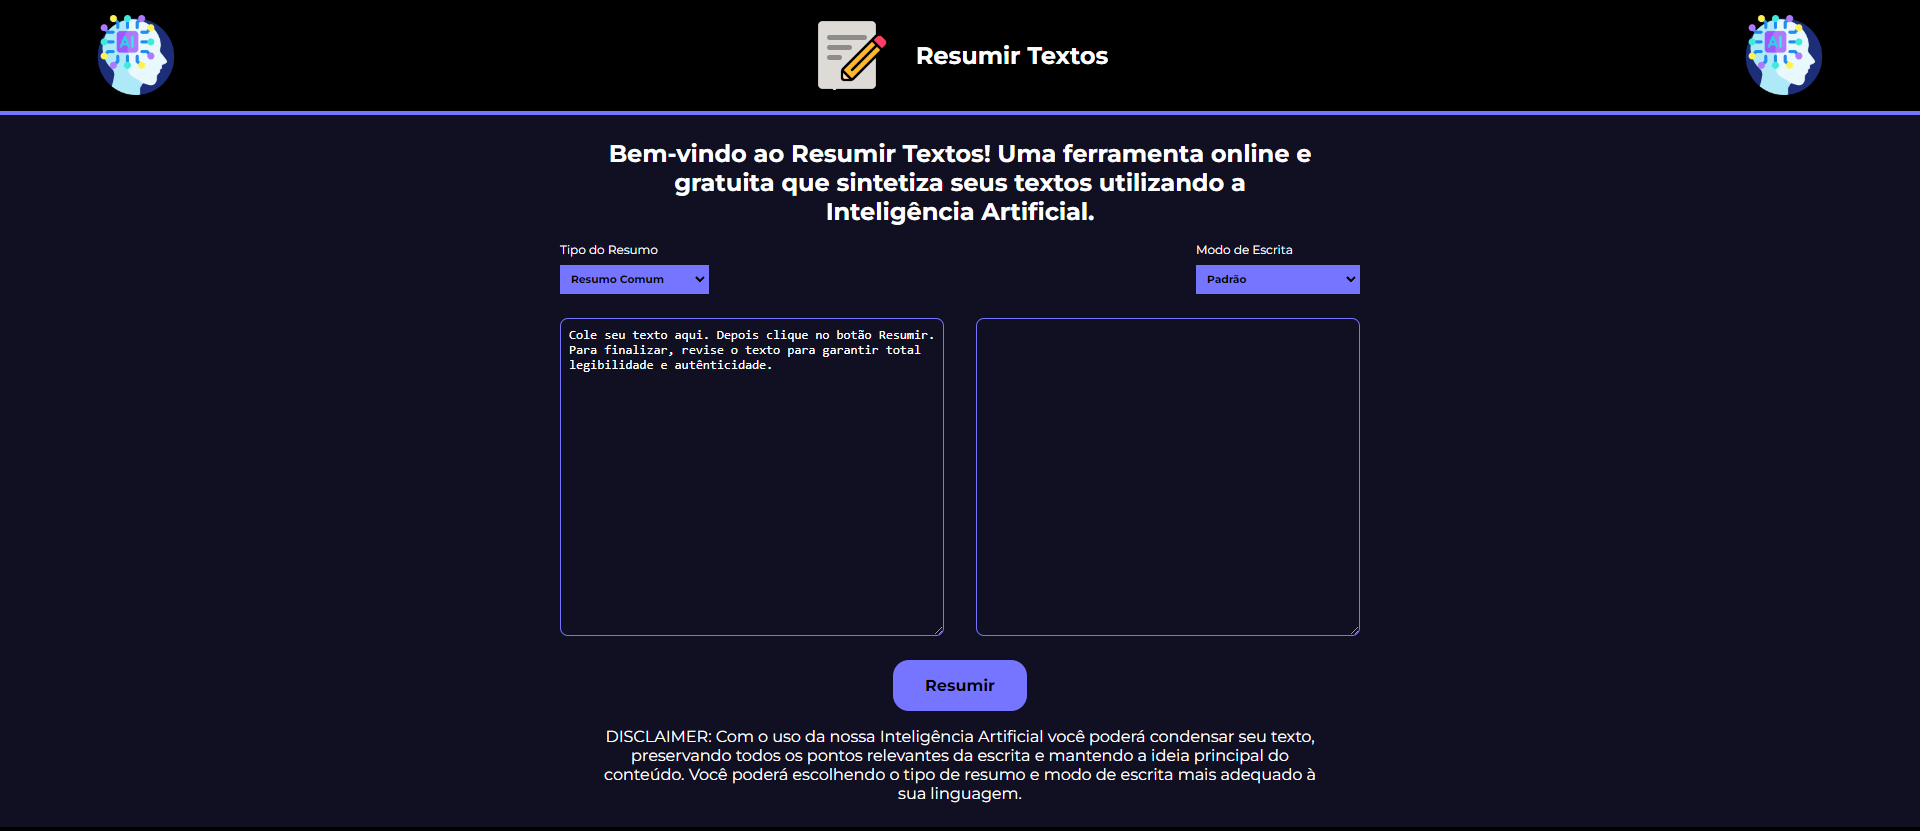 AI
Resumir Textos
AI
Bem-vindo ao Resumir Textos! Uma ferramenta online e
gratuita que sintetiza seus textos utilizando a
Inteligência Artificial.
Tipo do Resumo
Modo de Escrita
Resumo Comum
Padrão
Cole seu texto aqui. Depois clique no botão Resumir.
Para finalizar, revise o texto para garantir total
legibilidade e autênticidade.
Resumir
DISCLAIMER: Com o uso da nossa Inteligência Artificial você poderá condensar seu texto,
preservando todos os pontos relevantes da escrita e mantendo a ideia principal do
conteúdo. Você poderá escolhendo o tipo de resumo e modo de escrita mais adequado à
sua linguagem.